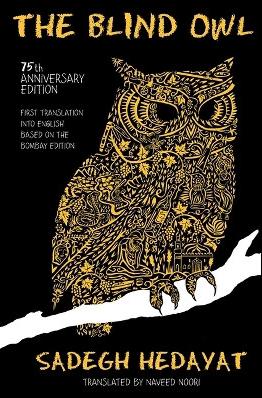 THE BLIND OWL
75th
ANNIVERSARY
EDITION
FIRST TRANSLATION
INTO ENGLISH
BASED ON THE
BOMBAY EDITION
SADEGH HEDAYAT
TRANSLATED BY NAVEED NOORI